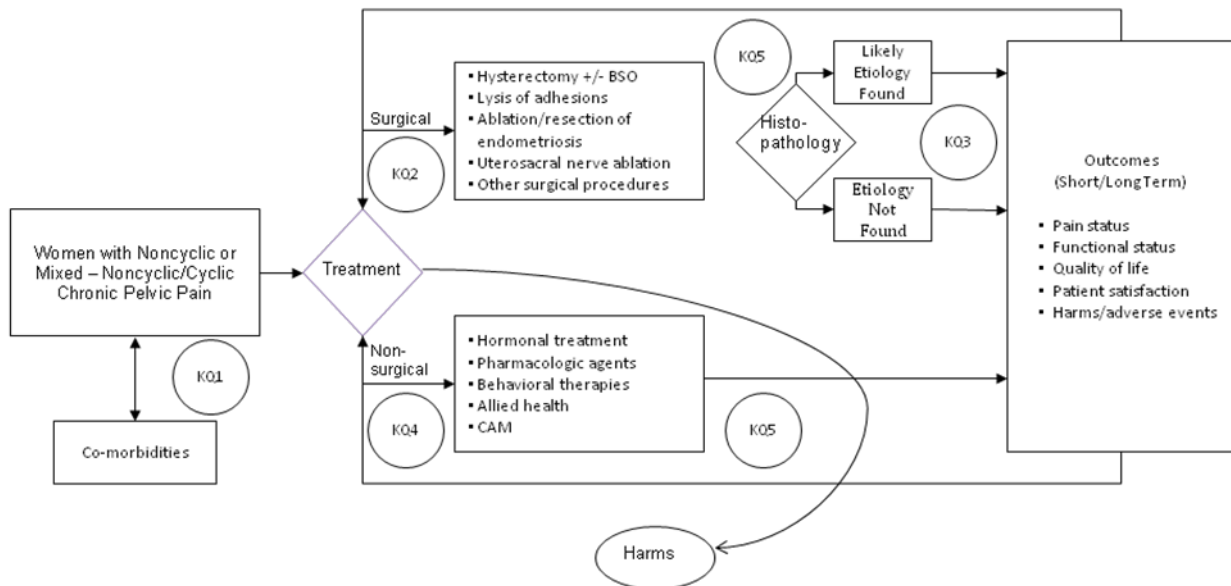 Women with Noncyclic or
Mixed – Noncyclic/Cyclic
Chronic Pelvic Pain
KQ1
Co-morbidities
Treatment
Surgical
KQ2
▪ Hysterectomy +/- BSO
▪ Lysis of adhesions
▪ Ablation/resection of
endometriosis
▪ Uterosacral nerve ablation
▪ Other surgical procedures
Non-
surgical
KQ4
▪ Hormonal treatment
▪ Pharmacologic agents
▪ Behavioral therapies
▪ Allied health
▪ CAM
KQ5
Histo-
pathology
KQ5
Likely
Etiology
Found
Etiology
Not
Found
KQ3
Outcomes
(Short/Long Term)
▪ Pain status
▪ Functional status
▪ Quality of life
▪ Patient satisfaction
▪ Harms/adverse events
Harms